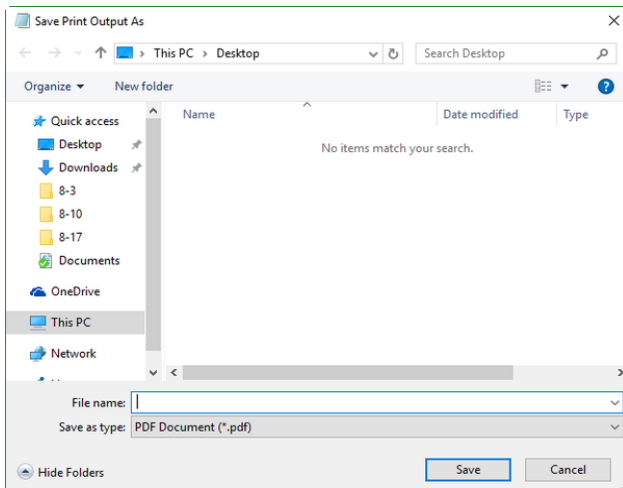 Save Print Output As
This PC > Desktop
Search Desktop
Organize
New folder
?
Name
Date modified
Type
No items match your search.
Quick access
Desktop
Downloads
8-3
8-10
8-17
Documents
OneDrive
This PC
Network
File name:
Save as type: PDF Document (*.pdf)
Hide Folders
Save
Cancel